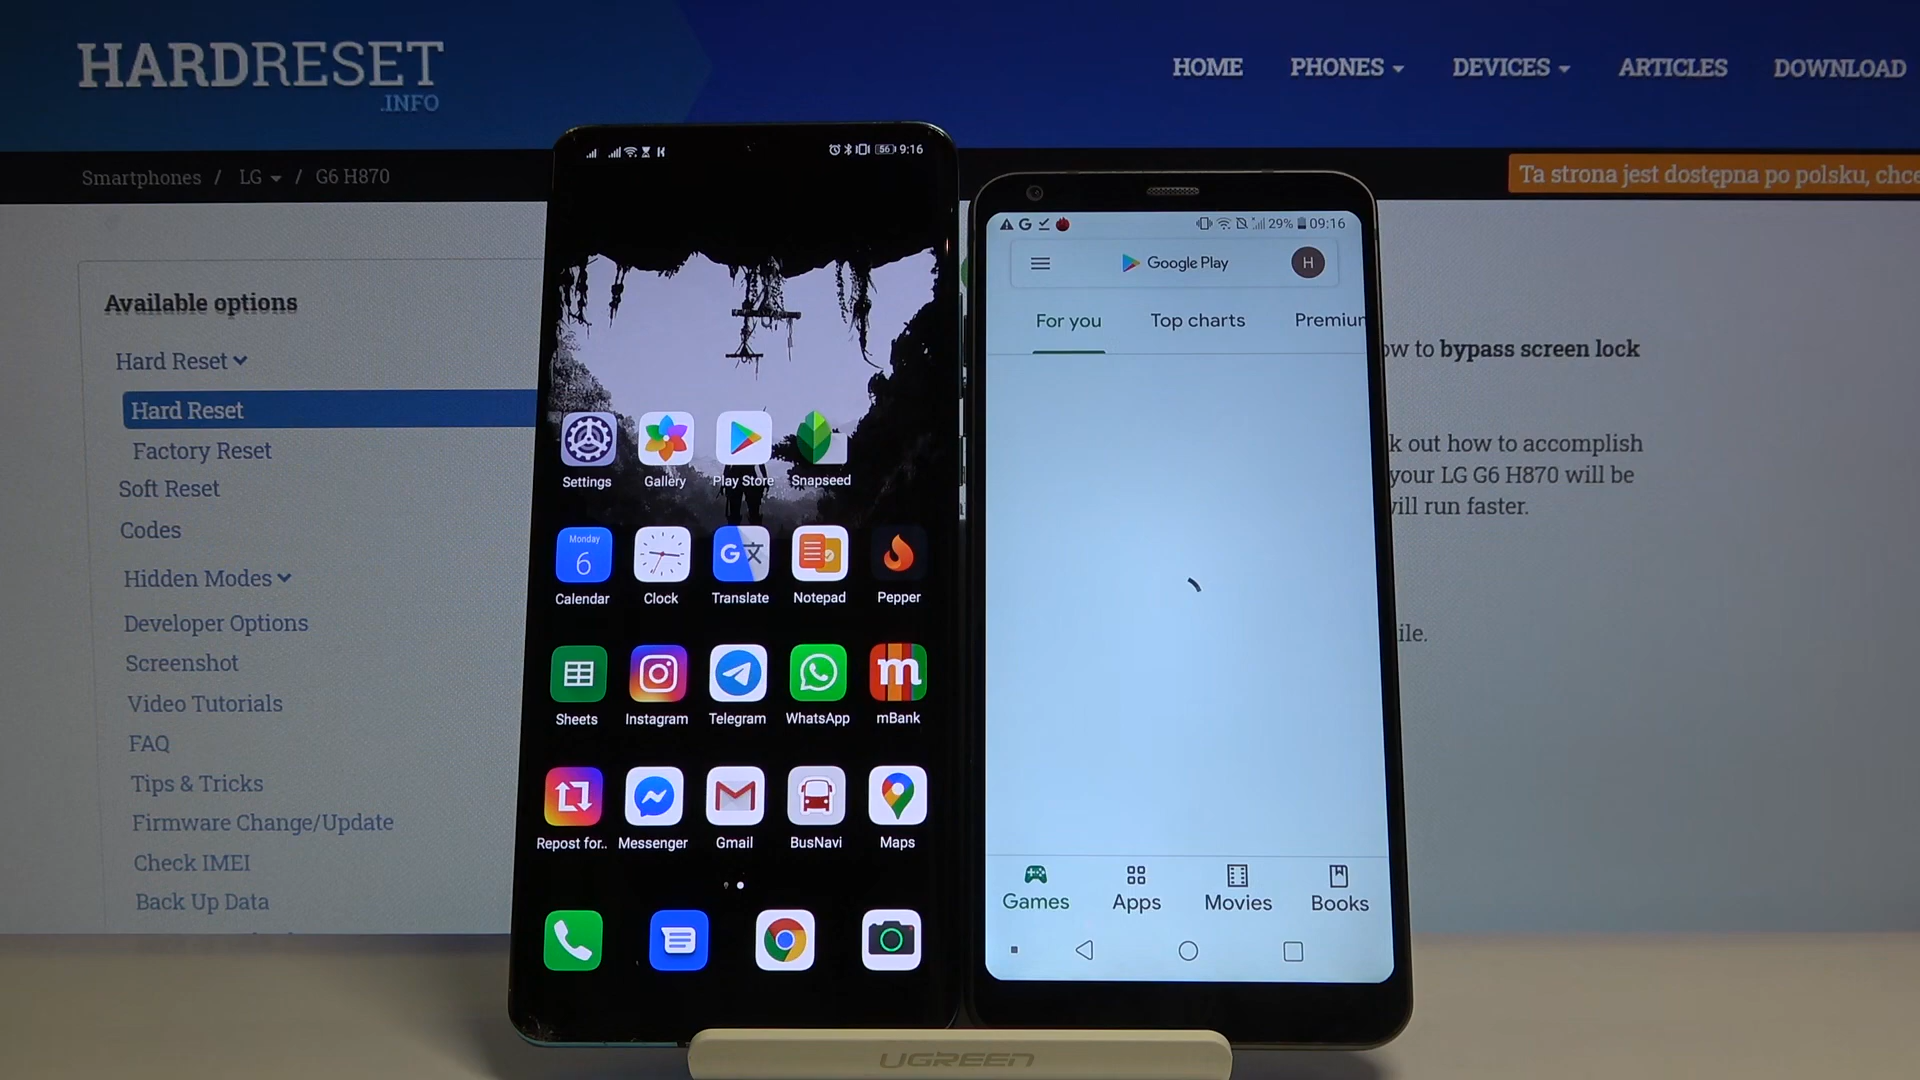 HARDRESET
.INFO
HOME PHONES DEVICES ARTICLES DOWNLOAD
Smartphones / LG / G6 H870
Ta strona jest dostępna po polsku, chce
Available options
Hard Reset
Hard Reset
Factory Reset
Soft Reset
Codes
Hidden Modes
Developer Options
Screenshot
Video Tutorials
FAQ
Tips & Tricks
Firmware Change/Update
Check IMEI
Back Up Data
56 9:16
Settings Gallery Play Store Snapseed
Monday
6
Calendar Clock Translate Notepad Pepper
m
Sheets Instagram Telegram WhatsApp mBank
Repost for.. Messenger Gmail BusNavi Maps
G 29% 09:16
Google Play H
For you Top charts Premium
Games Apps Movies Books
ow to bypass screen lock
k out how to accomplish
your LG G6 H870 will be
will run faster.
ile.
UGREEN